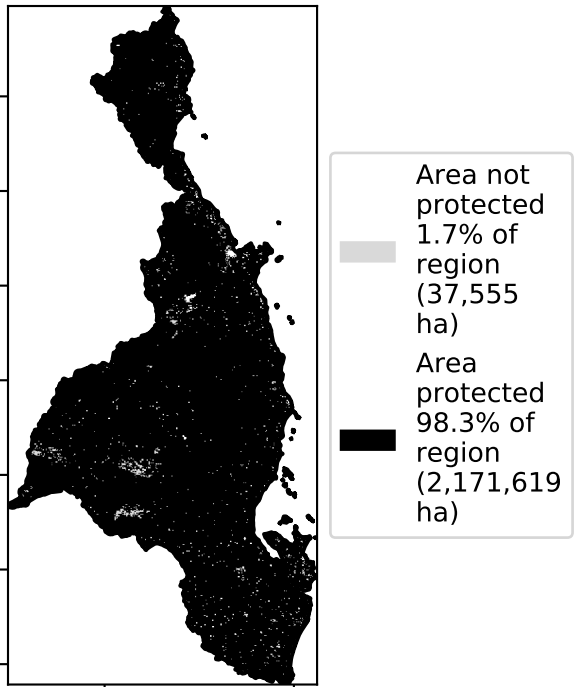 Area not
protected
1.7% of
region
(37,555
ha)
Area
protected
98.3% of
region
(2,171,619
ha)